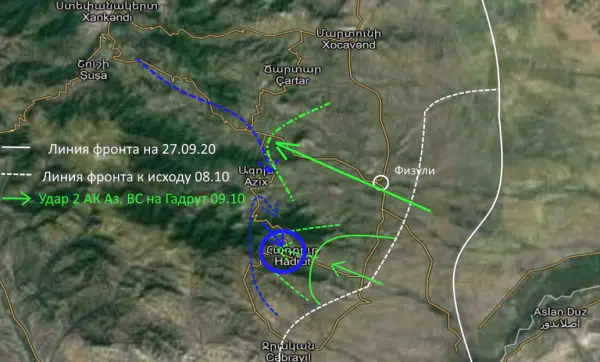 Ստեփանակերտ
Xankəndi
Մարտունի
Xocavənd
Շուշի
Şuşa
Ճարտար
Çartar
Линия фронта на 27.09.20
Линия фронта к исходу 08.10
Удар 2 АК Аз. ВС на Гадрут 09.10
Ազոխ
Azıx
Физули
Հադրութ
Hadrut
Aslan Duz
اصلاندوز
Ջրական
Cəbrayıl